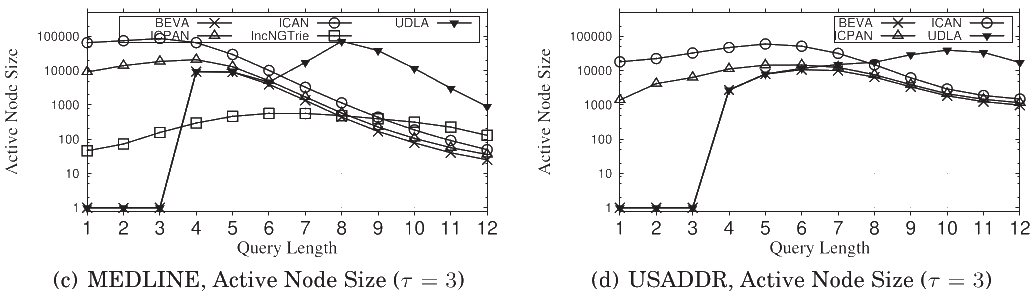 BEVA ICAN UDLA
ICPAN IncNGTrie
100000
10000
1000
100
10
1
Active Node Size
1 2 3 4 5 6 7 8 9 10 11 12
Query Length
(c) MEDLINE, Active Node Size (τ = 3)
BEVA ICAN
ICPAN UDLA
100000
10000
1000
100
10
1
Active Node Size
1 2 3 4 5 6 7 8 9 10 11 12
Query Length
(d) USADDR, Active Node Size (τ = 3)